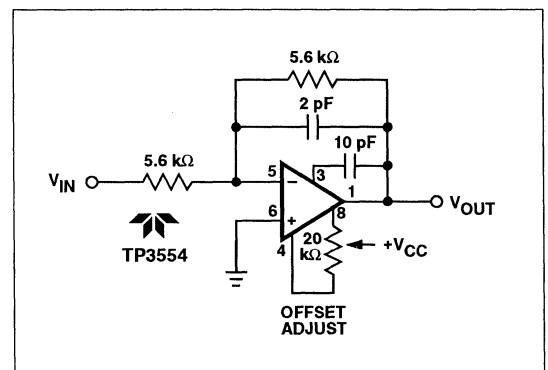 5.6 kΩ
2 pF
10 pF
5.6 kΩ
VIN
5
−
3
1
VOUT
6
+
8
20
kΩ
+VCC
4
TP3554
OFFSET
ADJUST